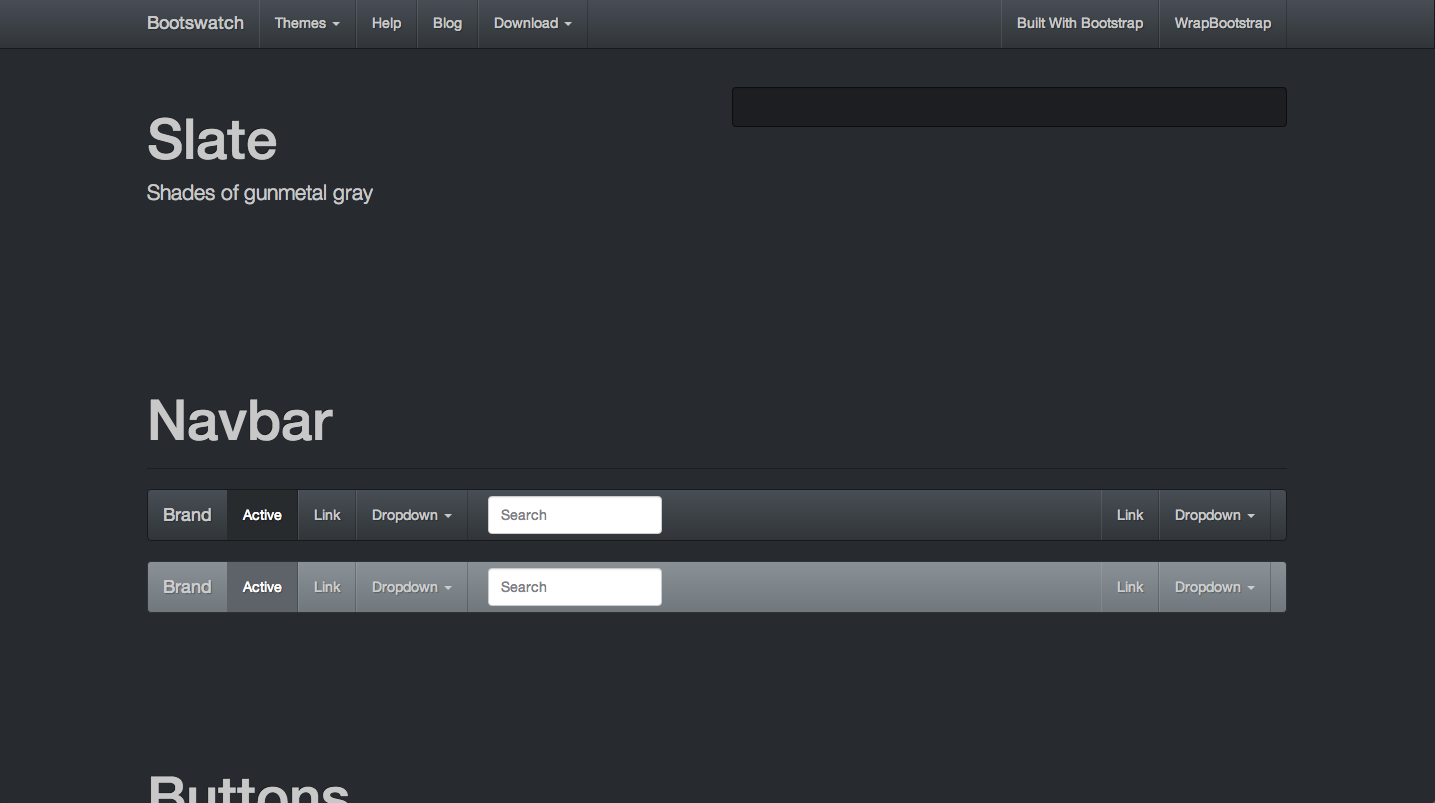 Bootswatch Themes Help Blog Download Built With Bootstrap WrapBootstrap
Slate
Shades of gunmetal gray
Navbar
Brand Active Link Dropdown Search Link Dropdown
Brand Active Link Dropdown Search Link Dropdown
Buttons